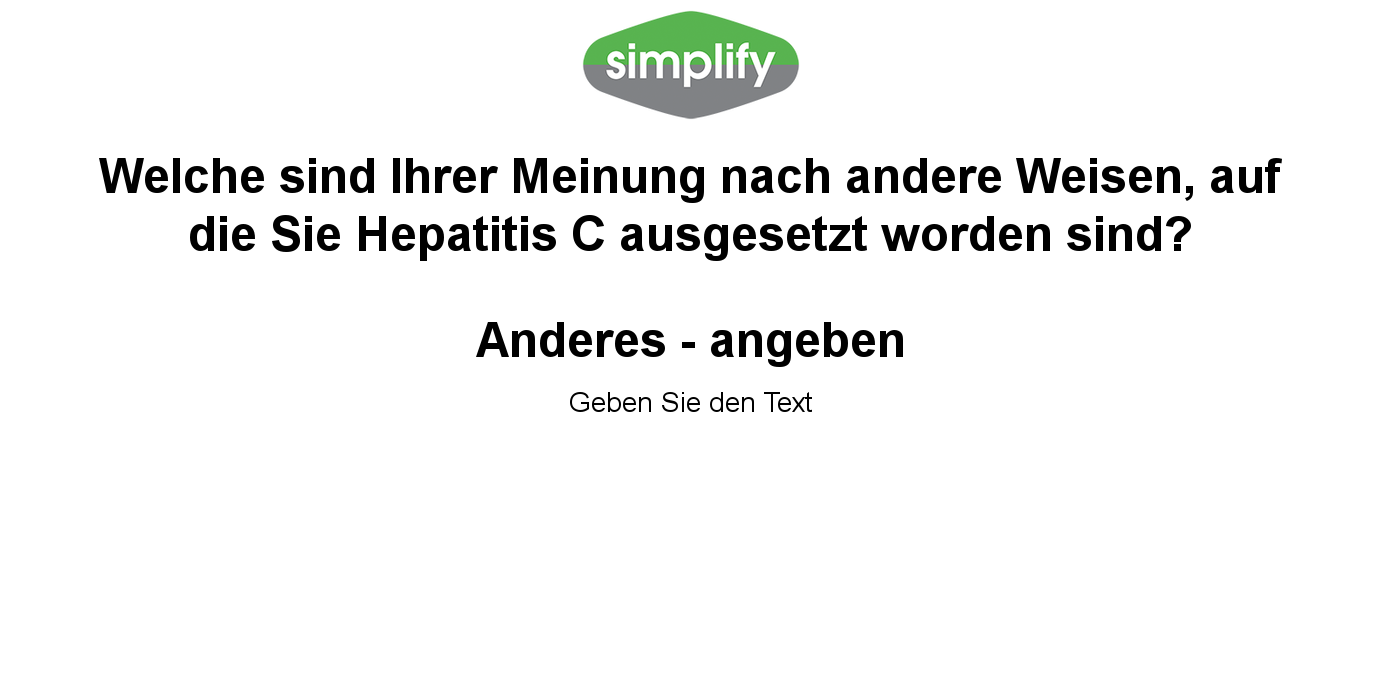 simplify
Welche sind Ihrer Meinung nach andere Weisen, auf
die Sie Hepatitis C ausgesetzt worden sind?
Anderes - angeben
Geben Sie den Text